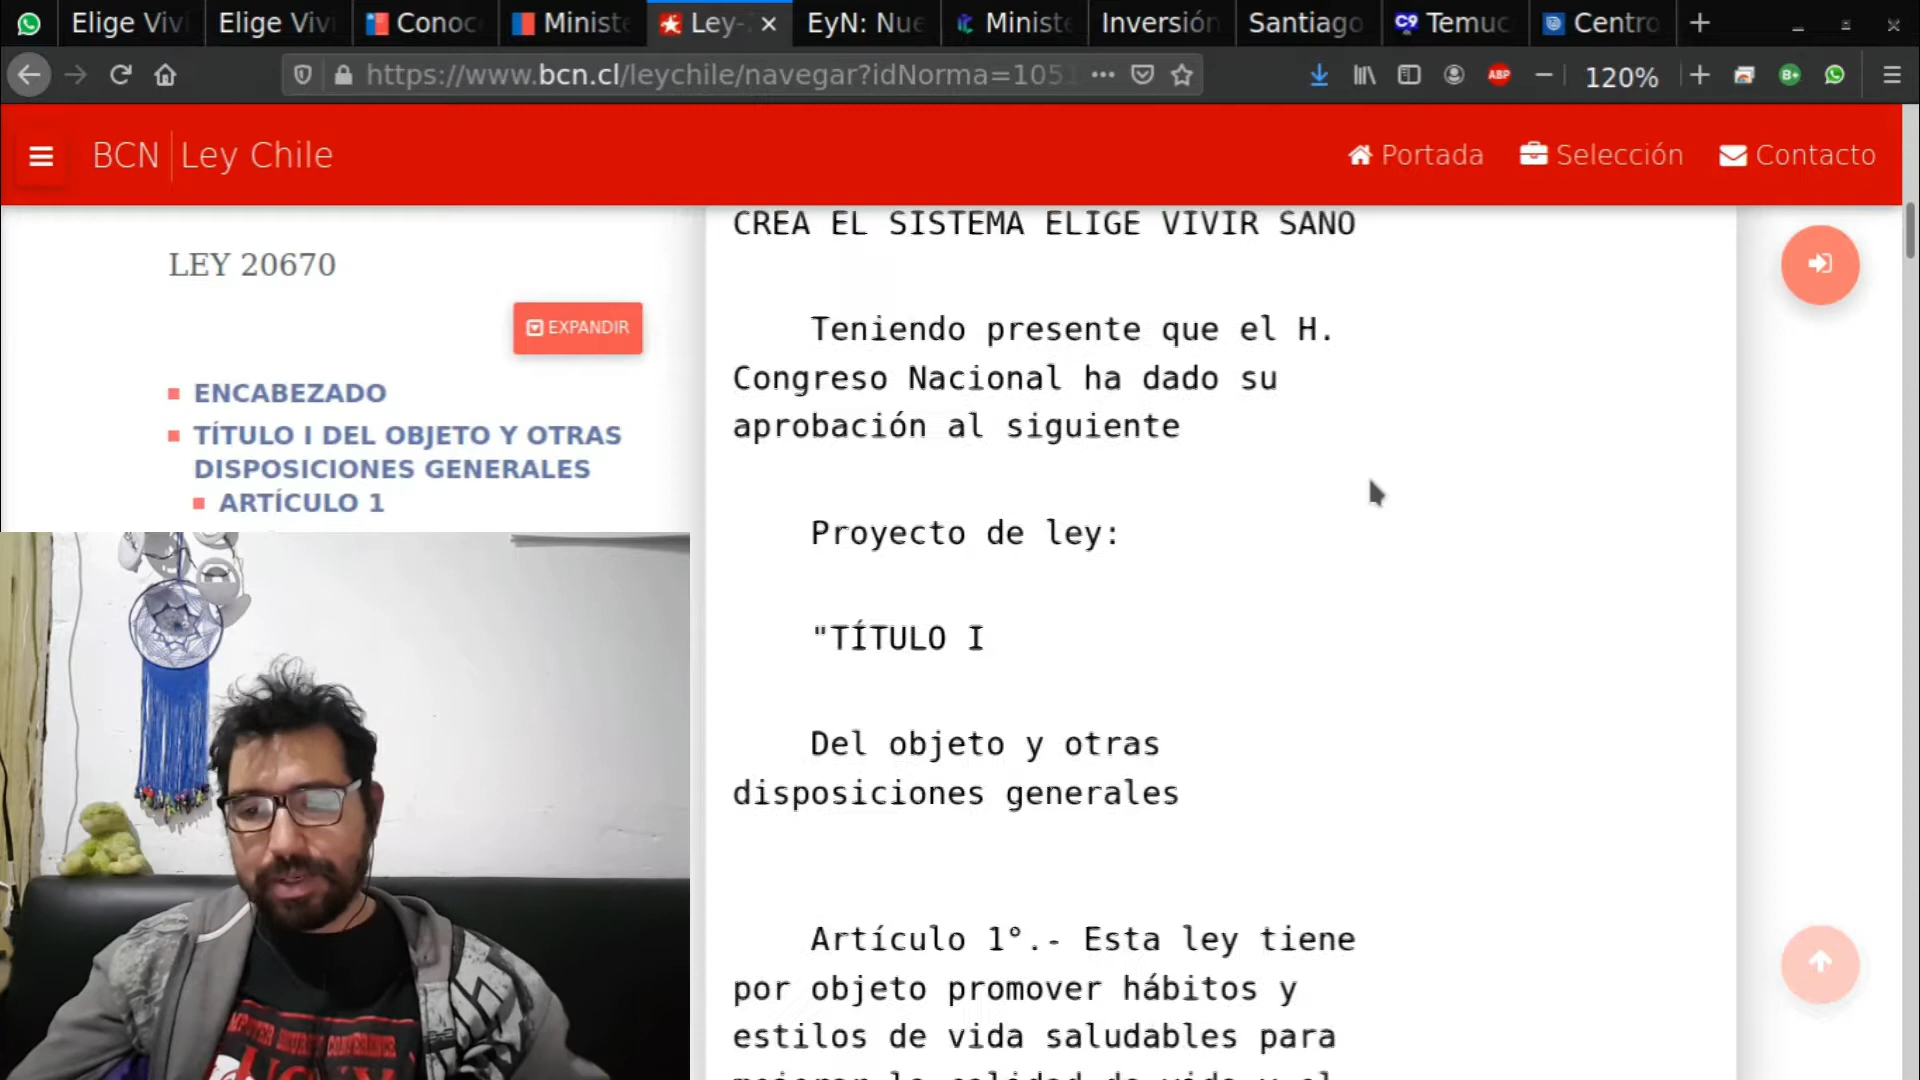 Elige Viv
Elige Viv
Conoc
Ministe
Ley-
EyN: Nue
Ministe
Inversión
Santiago
Temuc
Centro
https://www.bcn.cl/leychile/navegar?idNorma=1051
ABP
120%
BCN | Ley Chile
Portada
Selección
Contacto
LEY 20670
EXPANDIR
ENCABEZADO
TÍTULO I DEL OBJETO Y OTRAS
DISPOSICIONES GENERALES
ARTÍCULO 1
CREA EL SISTEMA ELIGE VIVIR SANO
Teniendo presente que el H.
Congreso Nacional ha dado su
aprobación al siguiente
Proyecto de ley:
"TÍTULO I
Del objeto y otras
disposiciones generales
Artículo 1°.- Esta ley tiene
por objeto promover hábitos y
estilos de vida saludables para